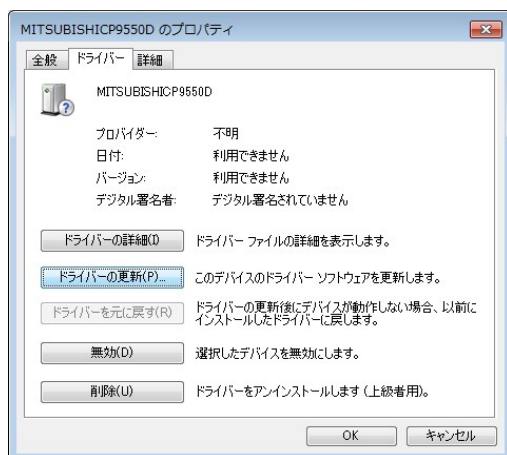 MITSUBISHICP9550D のプロパティ
全般 ドライバー 詳細
MITSUBISHICP9550D
プロバイダー: 不明
日付: 利用できません
バージョン: 利用できません
デジタル署名者: デジタル署名されていません
ドライバーの詳細(I) ドライバー ファイルの詳細を表示します。
ドライバーの更新(P)... このデバイスのドライバー ソフトウェアを更新します。
ドライバーを元に戻す(R) ドライバーの更新後にデバイスが動作しない場合、以前に
インストールしたドライバーに戻します。
無効(D) 選択したデバイスを無効にします。
削除(U) ドライバーをアンインストールします (上級者用)。
OK キャンセル